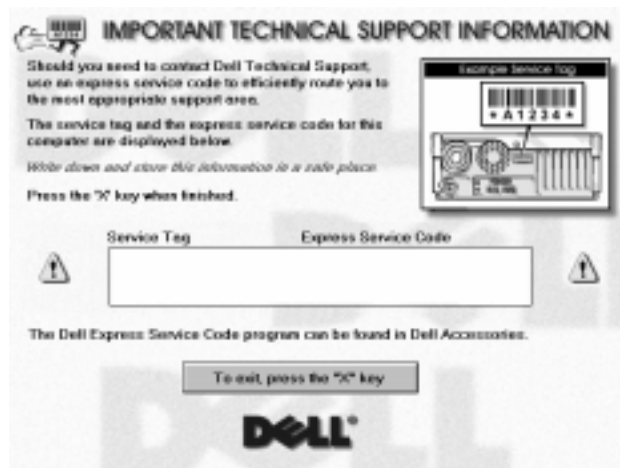 IMPORTANT TECHNICAL SUPPORT INFORMATION
Should you need to contact Dell Technical Support,
use an express service code to efficiently route you to
the most appropriate support area.
The service tag and the express service code for this
computer are displayed below.
Write down and store this information in a safe place
Press the "X" key when finished.
Example Service Tag
* A 1 2 3 4 *
Service Tag
Express Service Code
The Dell Express Service Code program can be found in Dell Accessories.
To exit, press the "X" key
DELL